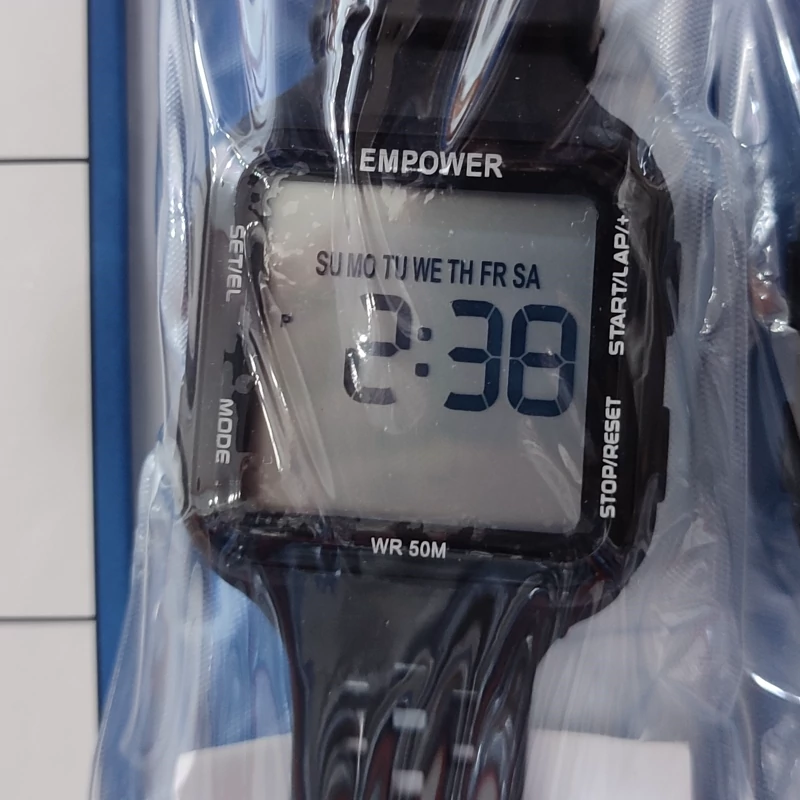 EMPOWER
SET/EL
START/LAP/+
SU MO TU WE TH FR SA
P
2:38
MODE
STOP/RESET
WR 50M